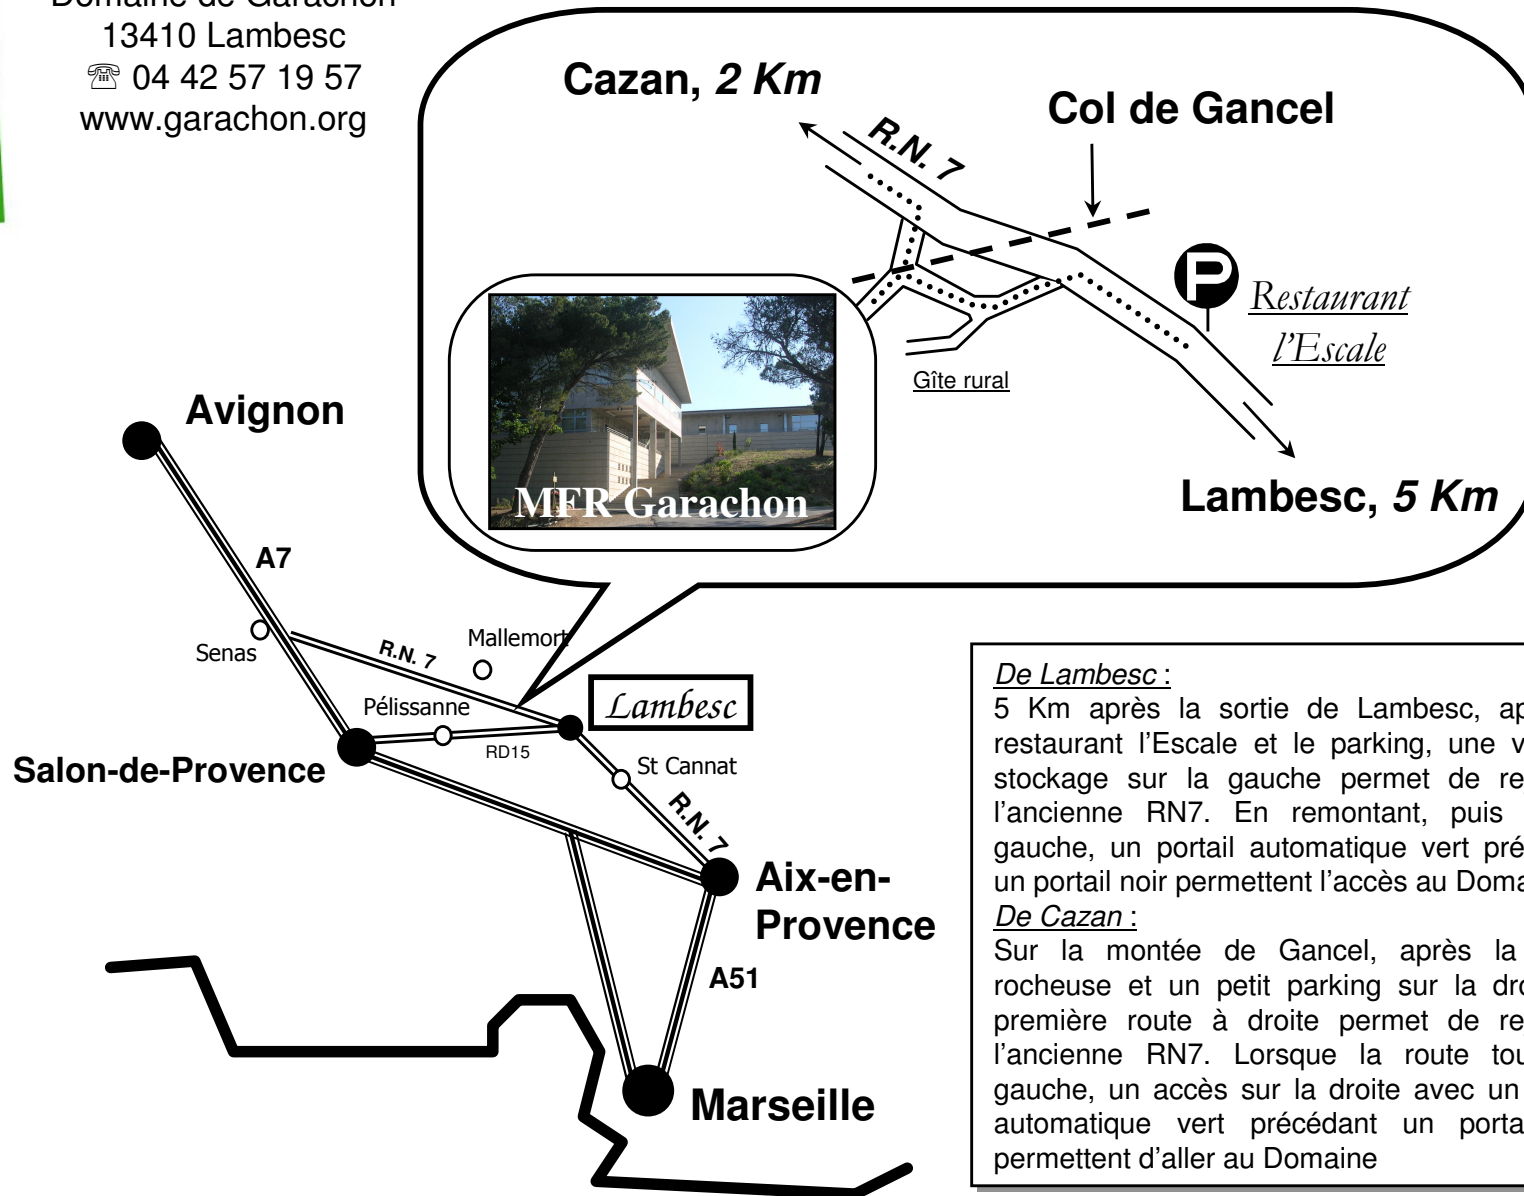 Domaine de Garachon
13410 Lambesc
☏ 04 42 57 19 57
www.garachon.org
Cazan, 2 Km
Col de Gancel
R.N. 7
P
Restaurant
l'Escale
Gîte rural
MFR Garachon
Lambesc, 5 Km
Avignon
A7
Senas
R.N. 7
Mallemort
Pélissanne
Lambesc
RD15
Salon-de-Provence
St Cannat
R.N. 7
Aix-en-
Provence
A51
Marseille
De Lambesc :
5 Km après la sortie de Lambesc,
restaurant l'Escale et le parking, une
stockage sur la gauche permet de
l'ancienne RN7. En remontant, puis
gauche, un portail automatique vert
un portail noir permettent l'accès au
De Cazan :
Sur la montée de Gancel, après la
rocheuse et un petit parking sur la
première route à droite permet de
l'ancienne RN7. Lorsque la route
gauche, un accès sur la droite avec un
automatique vert précédant un
permettent d'aller au Domaine